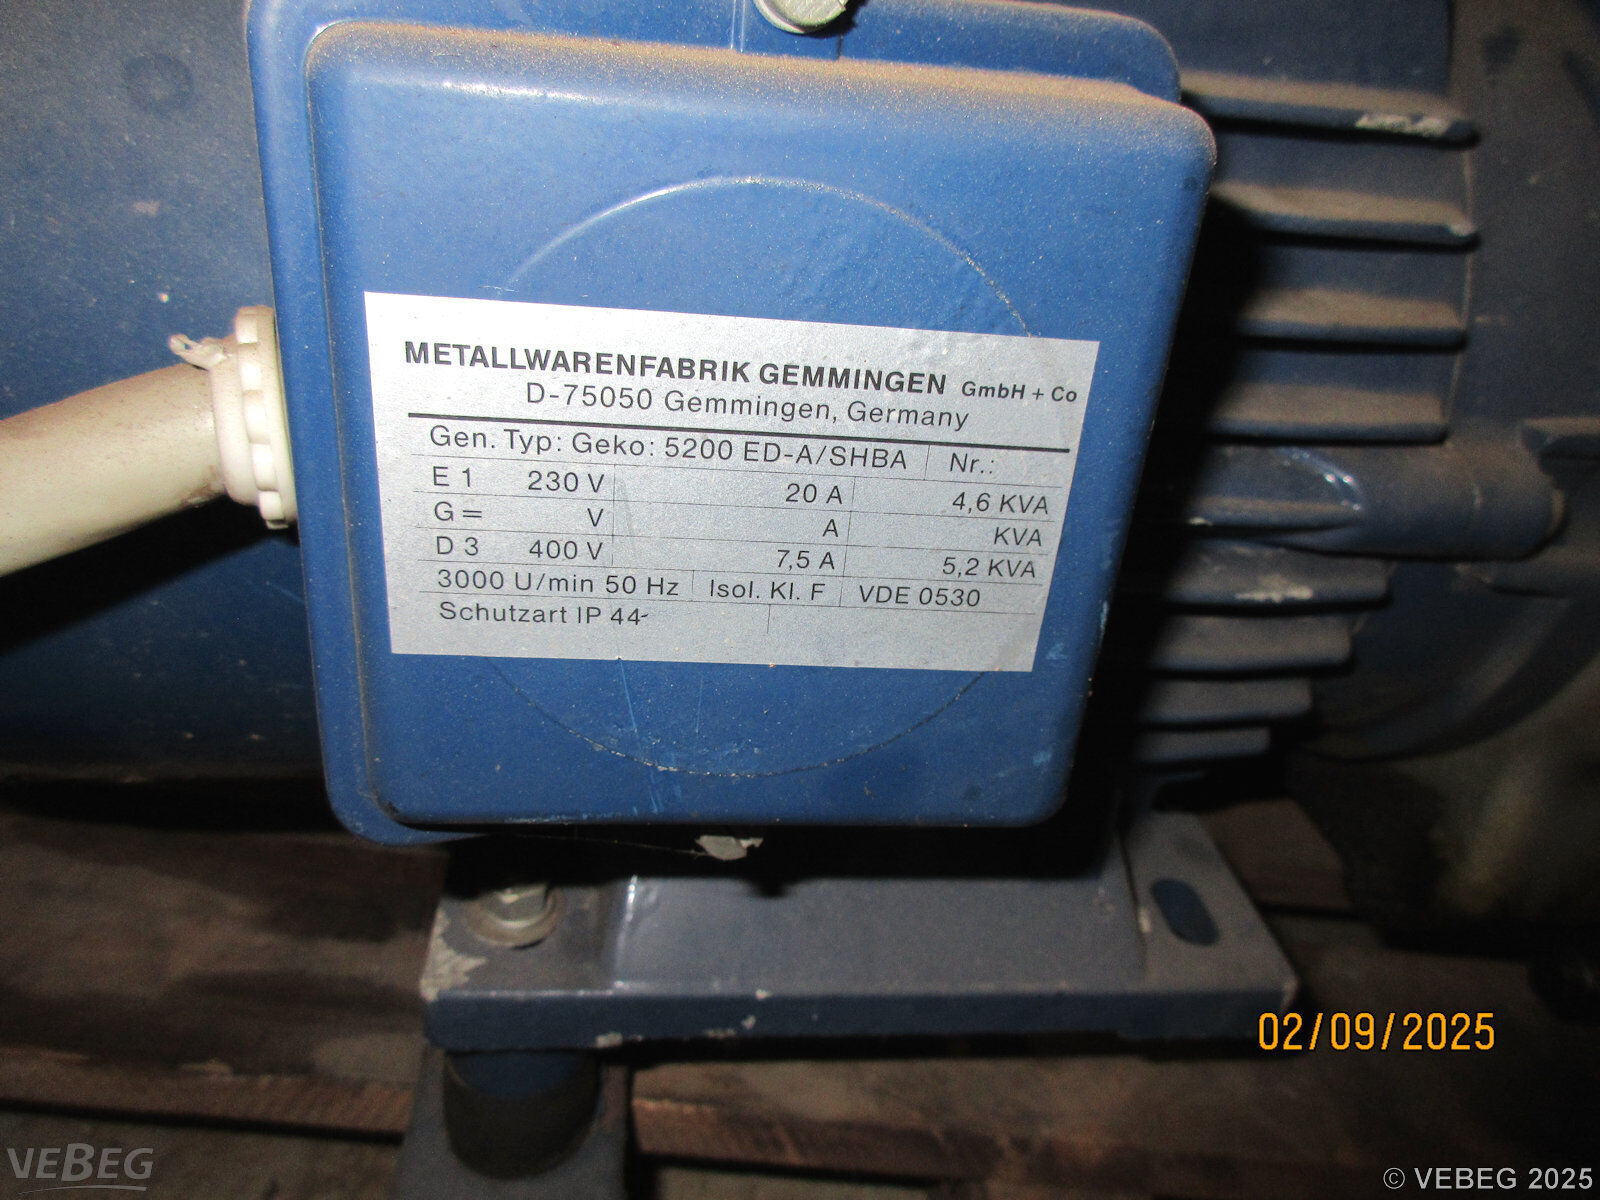 METALLWARENFABRIK GEMMINGEN GmbH + Co
D-75050 Gemmingen, Germany
Gen. Typ: Geko: 5200 ED-A/SHBA Nr.:
E 1 230 V 20 A 4,6 KVA
G= V A KVA
D 3 400 V 7,5 A 5,2 KVA
3000 U/min 50 Hz Isol. Kl. F VDE 0530
Schutzart IP 44
02/09/2025
VEBEG
© VEBEG 2025